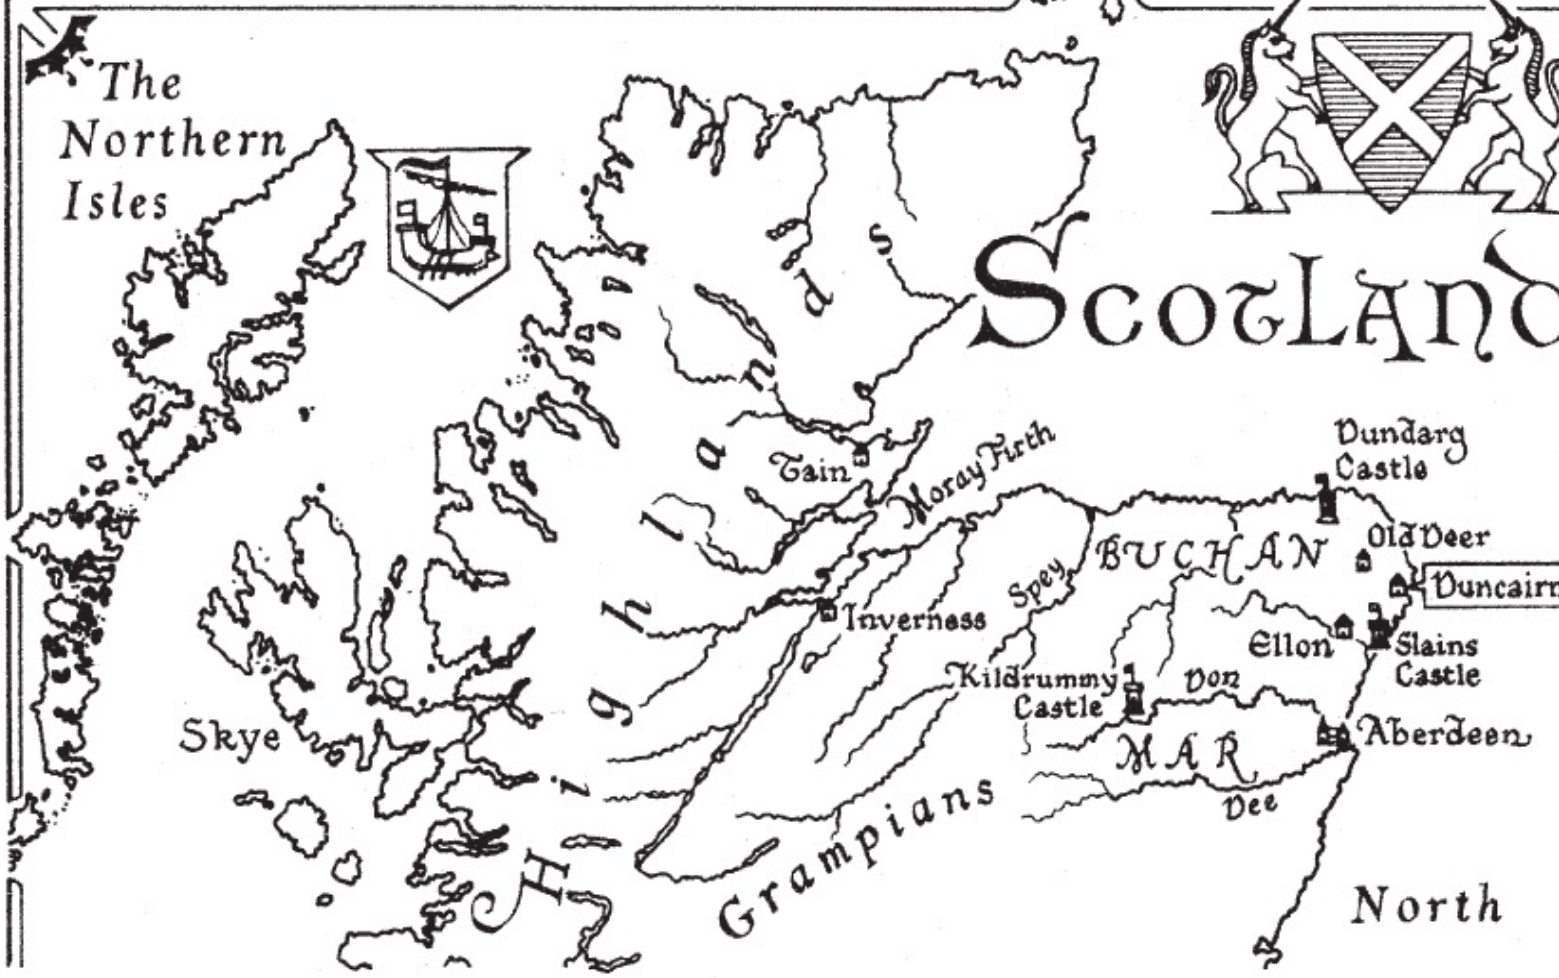 The
Northern
Isles
Scotland
Highlands
Tain
Moray Firth
Dundarg
Castle
BUCHAN
Old Deer
Duncairn
Spey
Inverness
Ellon
Slains
Castle
Kildrummy
Castle
Don
Skye
MAR
Aberdeen
Dee
Grampians
North